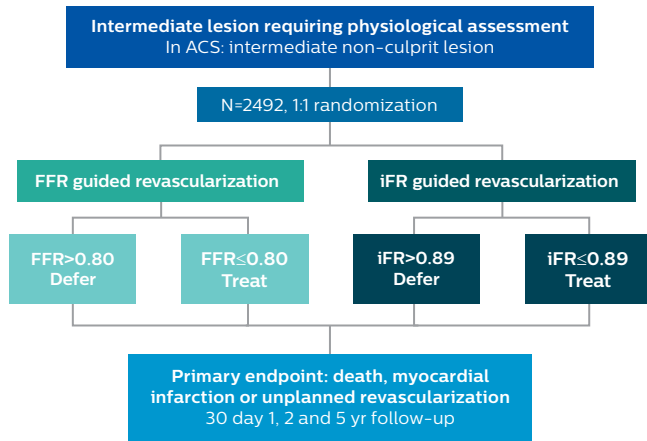 Intermediate lesion requiring physiological assessment
In ACS: intermediate non-culprit lesion
N=2492, 1:1 randomization
FFR guided revascularization
iFR guided revascularization
FFR>0.80
Defer
FFR≤0.80
Treat
iFR>0.89
Defer
iFR≤0.89
Treat
Primary endpoint: death, myocardial
infarction or unplanned revascularization
30 day 1, 2 and 5 yr follow-up